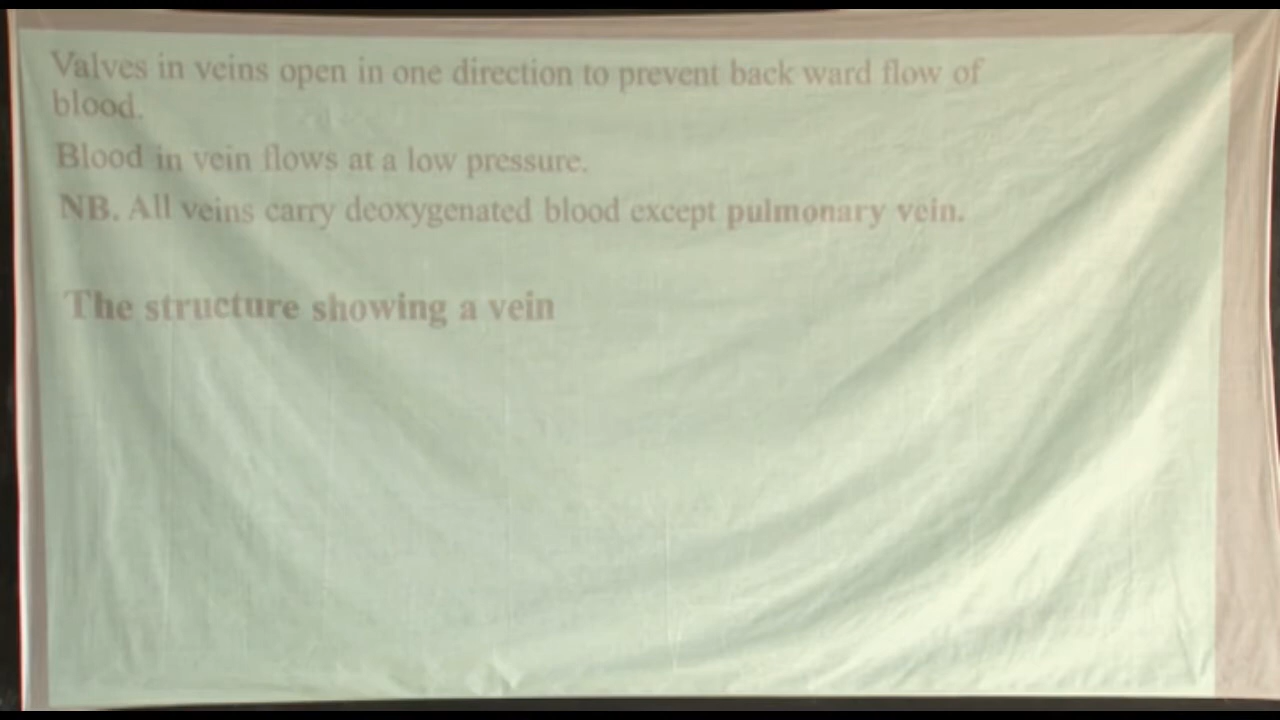 Valves in veins open in one direction to prevent back ward flow of
blood.
Blood in vein flows at a low pressure.
NB. All veins carry deoxygenated blood except pulmonary vein.
The structure showing a vein